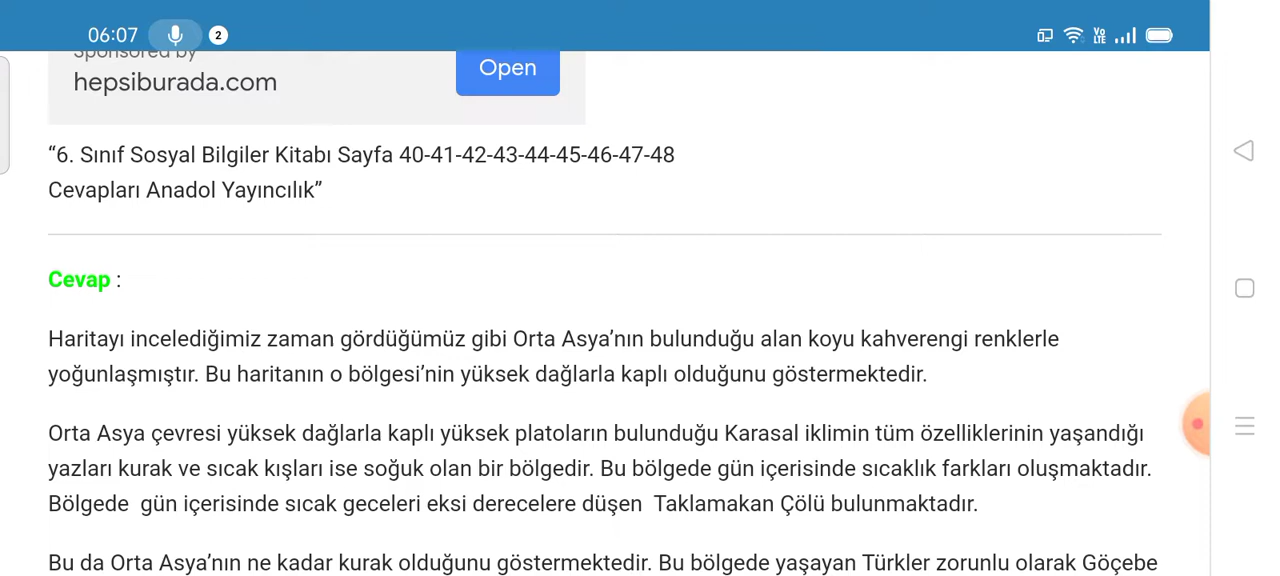 06:07
2
Sponsored by
hepsiburada.com
Open
“6. Sınıf Sosyal Bilgiler Kitabı Sayfa 40-41-42-43-44-45-46-47-48
Cevapları Anadol Yayıncılık”
Cevap :
Haritayı incelediğimiz zaman gördüğümüz gibi Orta Asya’nın bulunduğu alan koyu kahverengi renklerle
yoğunlaşmıştır. Bu haritanın o bölgesi’nin yüksek dağlarla kaplı olduğunu göstermektedir.
Orta Asya çevresi yüksek dağlarla kaplı yüksek platoların bulunduğu Karasal iklimin tüm özelliklerinin yaşandığı
yazları kurak ve sıcak kışları ise soğuk olan bir bölgedir. Bu bölgede gün içerisinde sıcaklık farkları oluşmaktadır.
Bölgede  gün içerisinde sıcak geceleri eksi derecelere düşen  Taklamakan Çölü bulunmaktadır.
Bu da Orta Asya’nın ne kadar kurak olduğunu göstermektedir. Bu bölgede yaşayan Türkler zorunlu olarak Göçebe